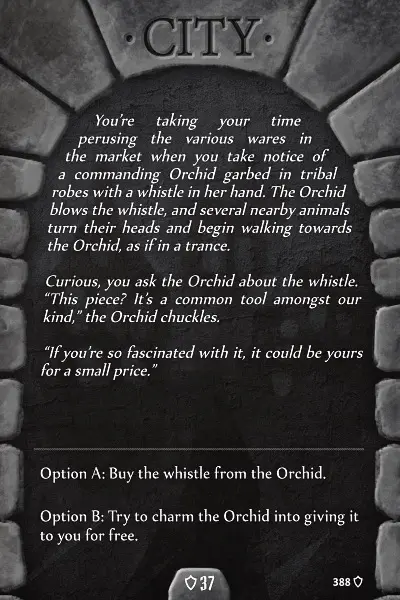 · CITY ·
You're taking your time
perusing the various wares in
the market when you take notice of
a commanding Orchid garbed in tribal
robes with a whistle in her hand. The Orchid
blows the whistle, and several nearby animals
turn their heads and begin walking towards
the Orchid, as if in a trance.
Curious, you ask the Orchid about the whistle.
“This piece? It's a common tool amongst our
kind,” the Orchid chuckles.
“If you're so fascinated with it, it could be yours
for a small price.”
Option A: Buy the whistle from the Orchid.
Option B: Try to charm the Orchid into giving it
to you for free.
37
388